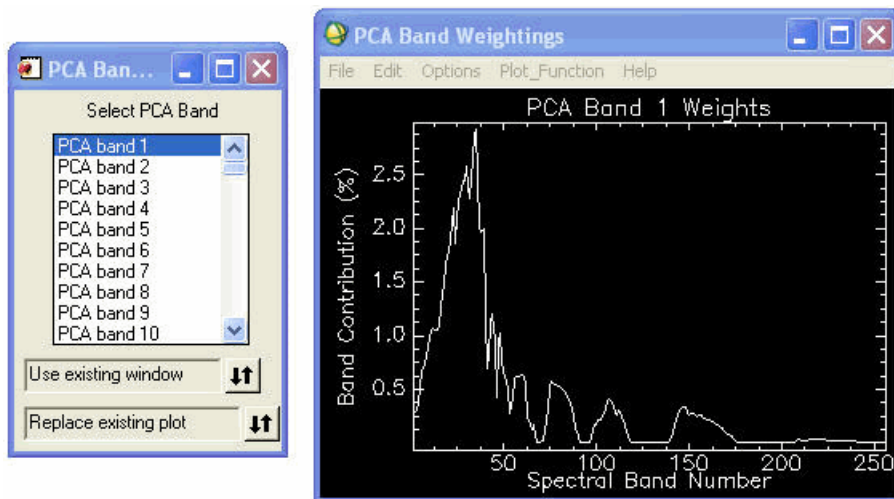 PCA Ban...
Select PCA Band
PCA band 1
PCA band 2
PCA band 3
PCA band 4
PCA band 5
PCA band 6
PCA band 7
PCA band 8
PCA band 9
PCA band 10
Use existing window
Replace existing plot
PCA Band Weightings
File Edit Options Plot_Function Help
PCA Band 1 Weights
Band Contribution (%)
2.5
2.0
1.5
1.0
0.5
50 100 150 200 250
Spectral Band Number